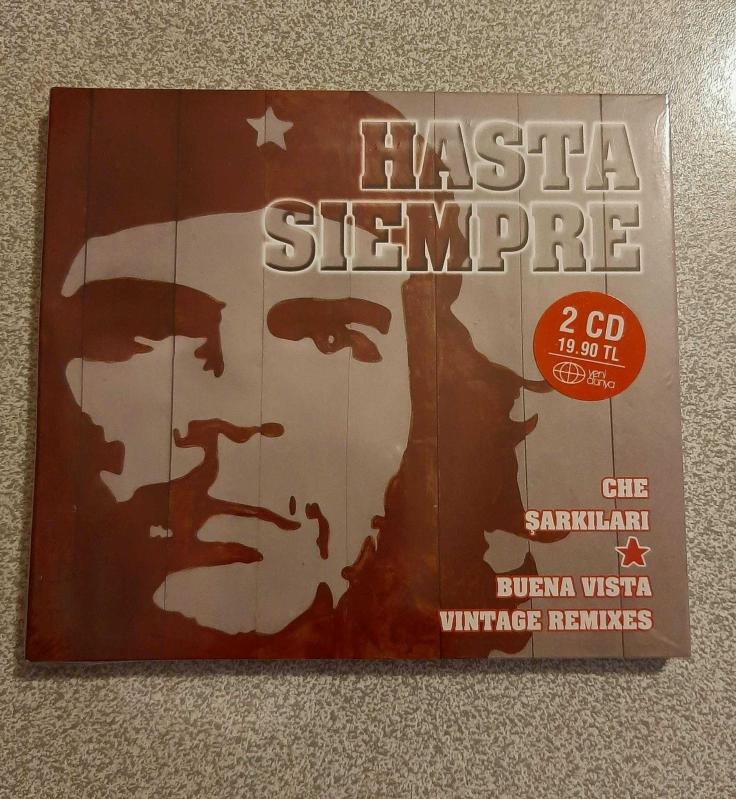 HASTA
SIEMPRE
2 CD
19.90 TL
yeni
dünya
CHE
ŞARKILARI
BUENA VISTA
VINTAGE REMIXES